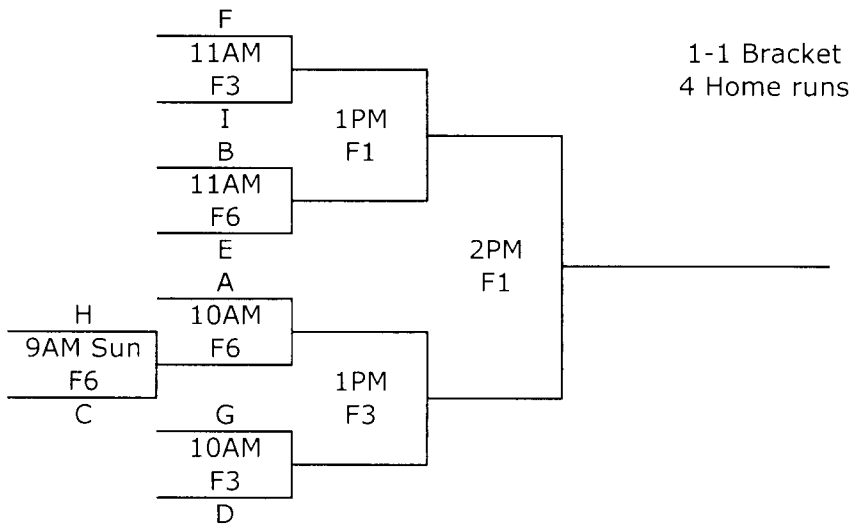 F
11AM
F3
I
1-1 Bracket
4 Home runs
1PM
F1
B
11AM
F6
E
2PM
F1
A
10AM
F6
H
9AM Sun
F6
C
1PM
F3
G
10AM
F3
D